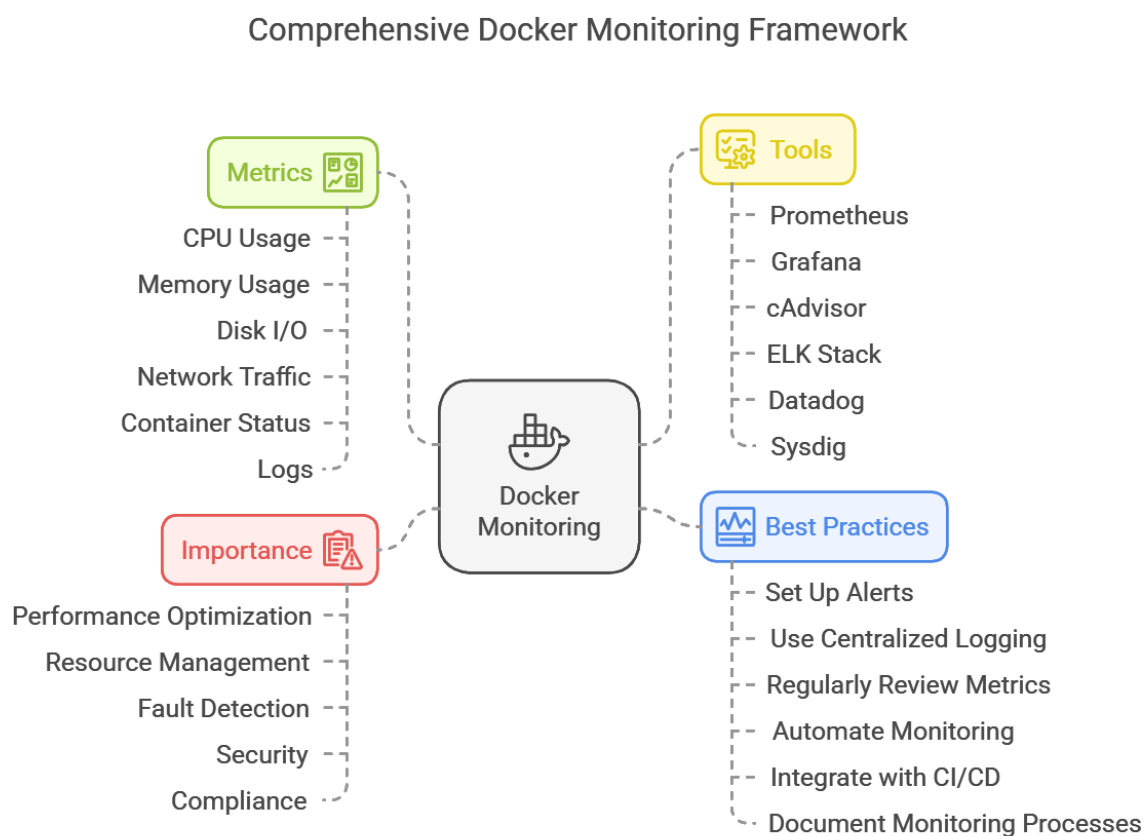 Comprehensive Docker Monitoring Framework
Metrics
CPU Usage
Memory Usage
Disk I/O
Network Traffic
Container Status
Logs
Importance
Performance Optimization
Resource Management
Fault Detection
Security
Compliance
Docker
Monitoring
Tools
Prometheus
Grafana
cAdvisor
ELK Stack
Datadog
Sysdig
Best Practices
Set Up Alerts
Use Centralized Logging
Regularly Review Metrics
Automate Monitoring
Integrate with CI/CD
Document Monitoring Processes